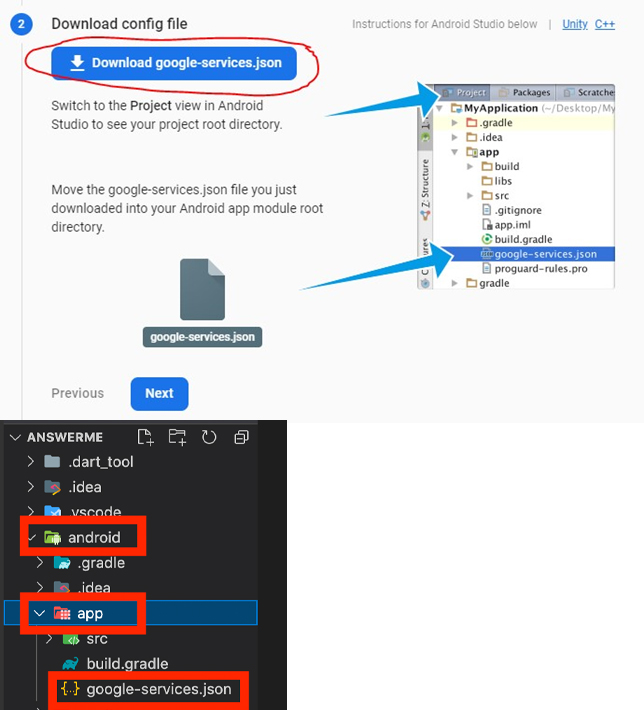 2
Download config file
Instructions for Android Studio below | Unity C++
Download google-services.json
Switch to the Project view in Android
Studio to see your project root directory.
Move the google-services.json file you just
downloaded into your Android app module root
directory.
google-services.json
Previous
Next
Project
Packages
Scratche
MyApplication (~/Desktop/My
.gradle
.idea
app
build
libs
src
.gitignore
app.iml
build.gradle
google-services.json
proguard-rules.pro
gradle
Z: Structure
ANSWERME
.dart_tool
.idea
.vscode
android
.gradle
.idea
app
src
build.gradle
{..} google-services.json